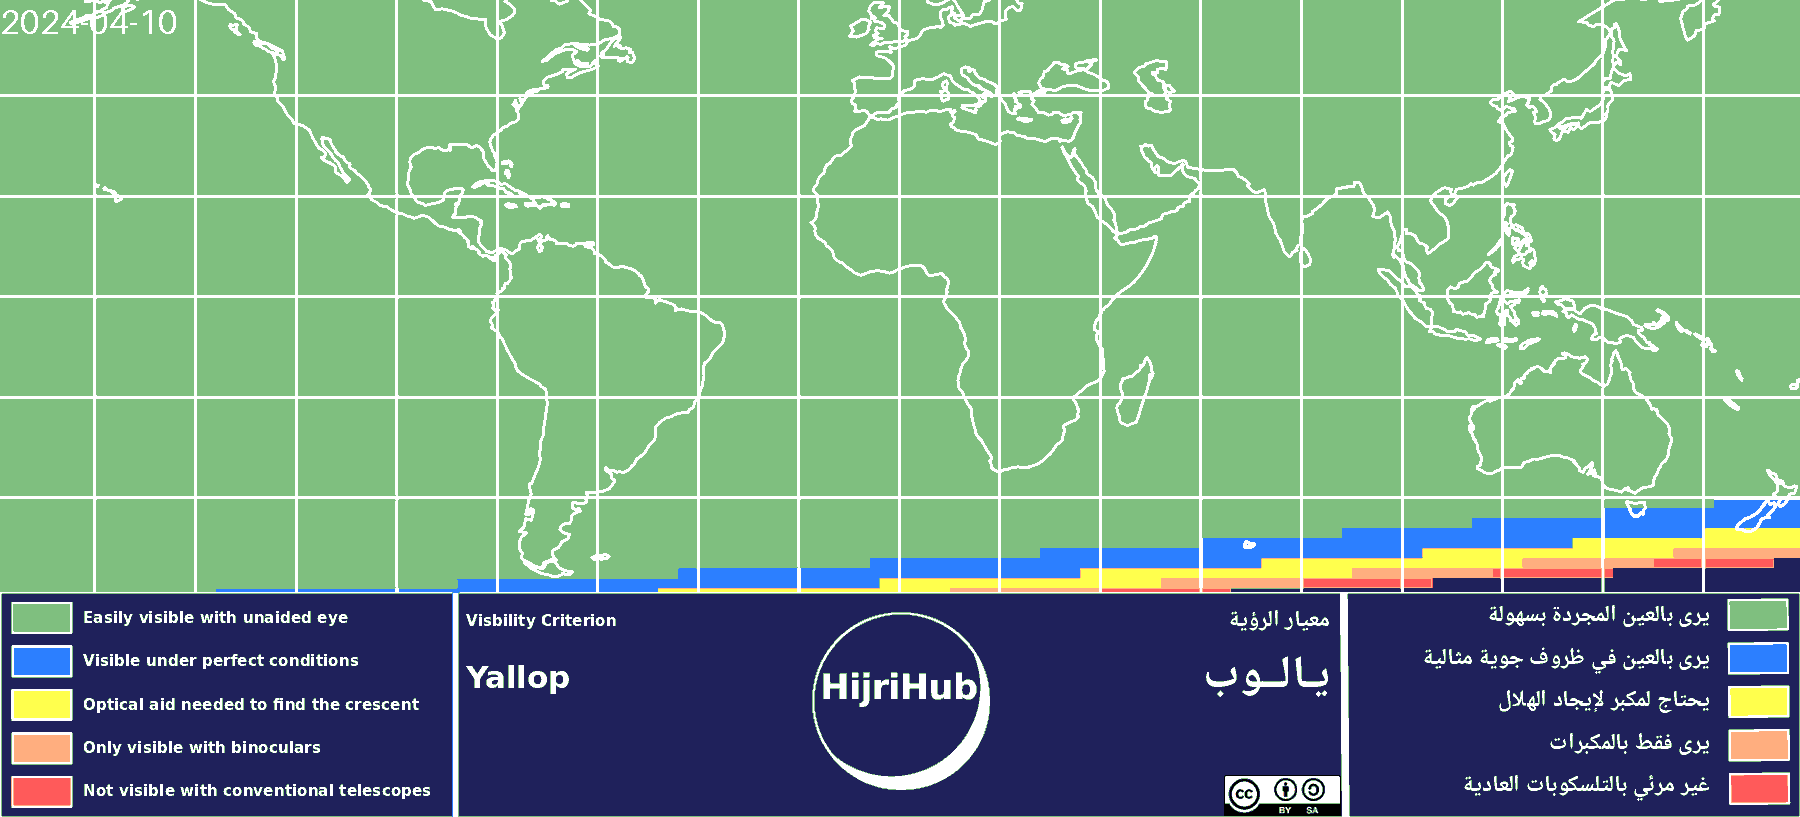 2024-04-10
Easily visible with unaided eye
Visible under perfect conditions
Optical aid needed to find the crescent
Only visible with binoculars
Not visible with conventional telescopes
Visbility Criterion
Yallop
HijriHub
معيار الرؤية
يـالـوب
cc
BY SA
يرى بالعين المجردة بسهولة
يرى بالعين في ظروف جوية مثالية
يحتاج لمكبر لإيجاد الهلال
يرى فقط بالمكبرات
غير مرئي بالتلسكوبات العادية